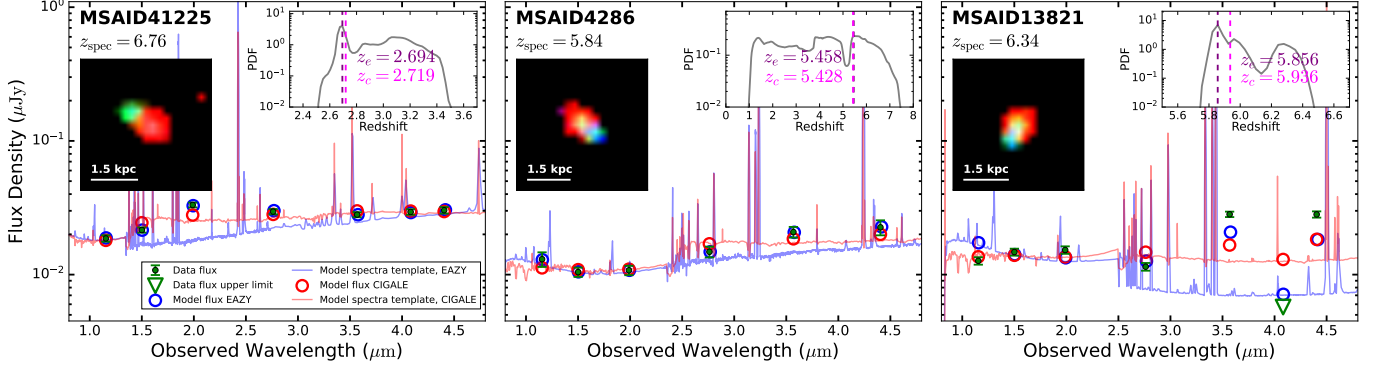 MSAID41225
z_spec = 6.76
1.5 kpc
PDF
10^1
10^0
10^-1
10^-2
z_e = 2.694
z_c = 2.719
2.4 2.6 2.8 3.0 3.2 3.4 3.6
Redshift
Flux Density (μJy)
10^0
10^-1
10^-2
Data flux
Data flux upper limit
Model flux EAZY
Model spectra template, EAZY
Model flux CIGALE
Model spectra template, CIGALE
1.0 1.5 2.0 2.5 3.0 3.5 4.0 4.5
Observed Wavelength (μm)
MSAID4286
z_spec = 5.84
1.5 kpc
PDF
10^-1
10^-2
z_e = 5.458
z_c = 5.428
0 1 2 3 4 5 6 7 8
Redshift
1.0 1.5 2.0 2.5 3.0 3.5 4.0 4.5
Observed Wavelength (μm)
MSAID13821
z_spec = 6.34
1.5 kpc
PDF
10^1
10^0
10^-1
10^-2
z_e = 5.856
z_c = 5.936
5.6 5.8 6.0 6.2 6.4 6.6
Redshift
1.0 1.5 2.0 2.5 3.0 3.5 4.0 4.5
Observed Wavelength (μm)